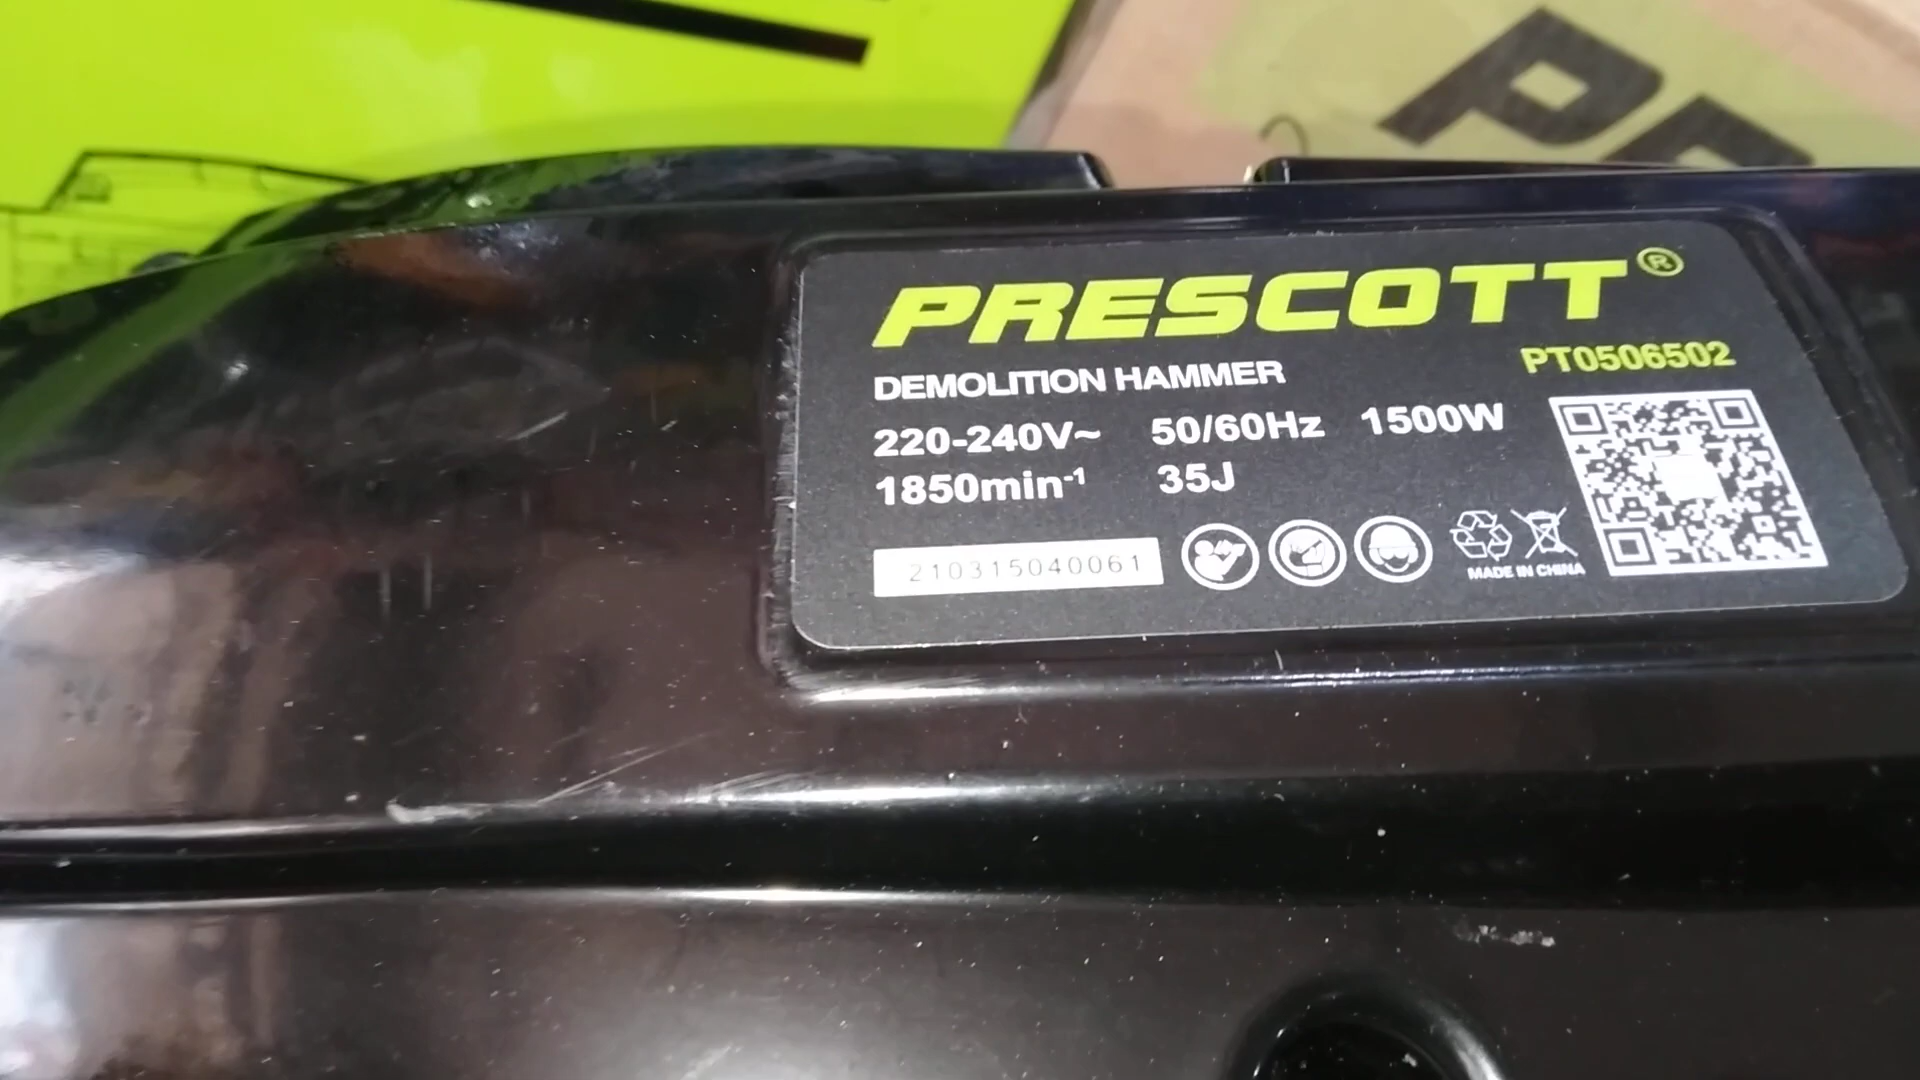 PRESCOTT®
PT0506502
DEMOLITION HAMMER
220-240V~ 50/60Hz 1500W
1850min-1 35J
210315040061
MADE IN CHINA